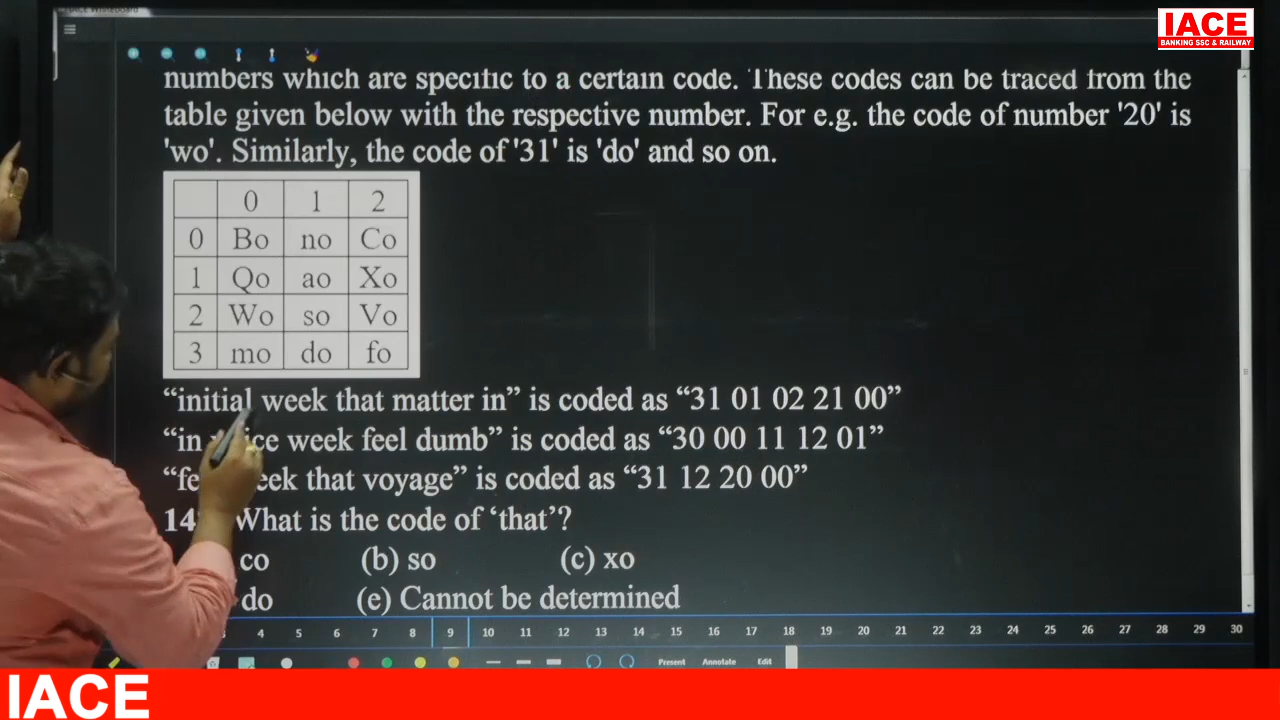 IACE
BANKING SSC & RAILWAY
numbers which are specific to a certain code. These codes can be traced from the
table given below with the respective number. For e.g. the code of number '20' is
'wo'. Similarly, the code of '31' is 'do' and so on.
0 1 2
0 Bo no Co
1 Qo ao Xo
2 Wo so Vo
3 mo do fo
“initial week that matter in” is coded as “31 01 02 21 00”
“in week feel dumb” is coded as “30 00 11 12 01”
that voyage” is coded as “31 12 20 00”
What is the code of ‘that’?
co (b) so (c) xo
do (e) Cannot be determined
4 5 6 7 8 9 10 11 12 13 14 15 16 17 18 19 20 21 22 23 24 25 26 27 28 29 30
Present Annotate Edit
IACE